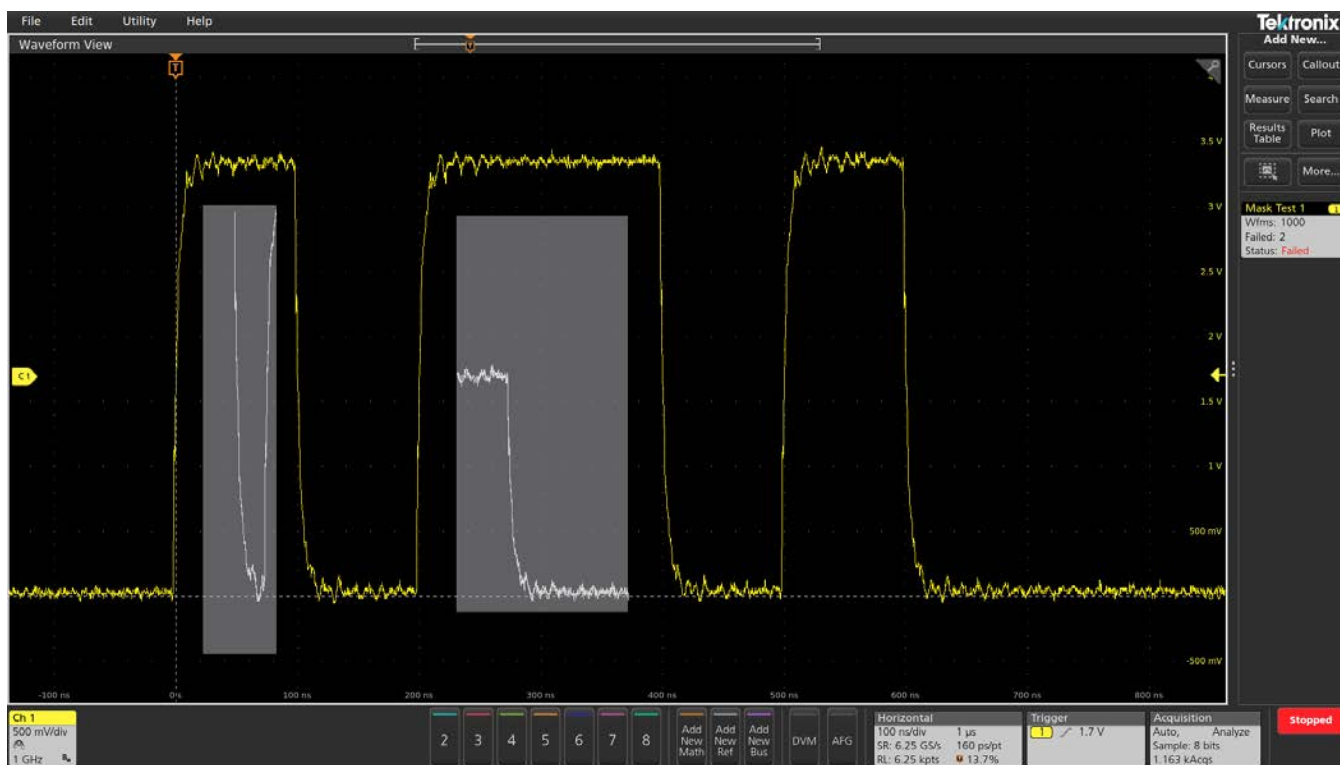 File Edit Utility Help
Tektronix
Waveform View
Add New...
T
T
Cursors Callout
Measure Search
Results Table Plot
More...
3.5 V
3 V
2.5 V
2 V
1.5 V
1 V
500 mV
-500 mV
C1
Mask Test 1 1
Wfms: 1000
Failed: 2
Status: Failed
-100 ns 0 s 100 ns 200 ns 300 ns 400 ns 500 ns 600 ns 700 ns 800 ns
Ch 1
500 mV/div
1 GHz
2 3 4 5 6 7 8
Add New Math
Add New Ref
Add New Bus
DVM AFG
Horizontal
100 ns/div 1 µs
SR: 6.25 GS/s 160 ps/pt
RL: 6.25 kpts 13.7%
Trigger
1 1.7 V
Acquisition
Auto, Analyze
Sample: 8 bits
1.163 kAcqs
Stopped